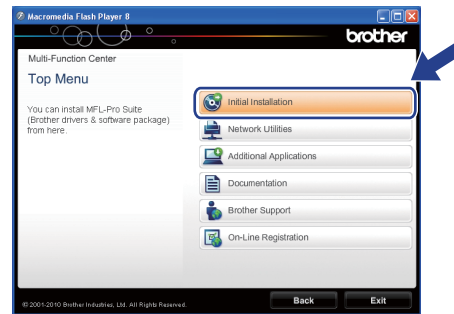 Macromedia Flash Player 8
brother
Multi-Function Center
Top Menu
You can install MFL-Pro Suite
(Brother drivers & software package)
from here.
Initial Installation
Network Utilities
Additional Applications
Documentation
Brother Support
On-Line Registration
© 2001-2010 Brother Industries, Ltd. All Rights Reserved.
Back
Exit